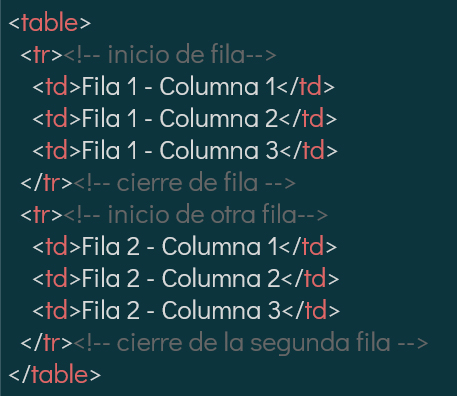 <table>
<tr><!-- inicio de fila-->
<td>Fila 1 - Columna 1</td>
<td>Fila 1 - Columna 2</td>
<td>Fila 1 - Columna 3</td>
</tr><!-- cierre de fila -->
<tr><!-- inicio de otra fila-->
<td>Fila 2 - Columna 1</td>
<td>Fila 2 - Columna 2</td>
<td>Fila 2 - Columna 3</td>
</tr><!-- cierre de la segunda fila -->
</table>